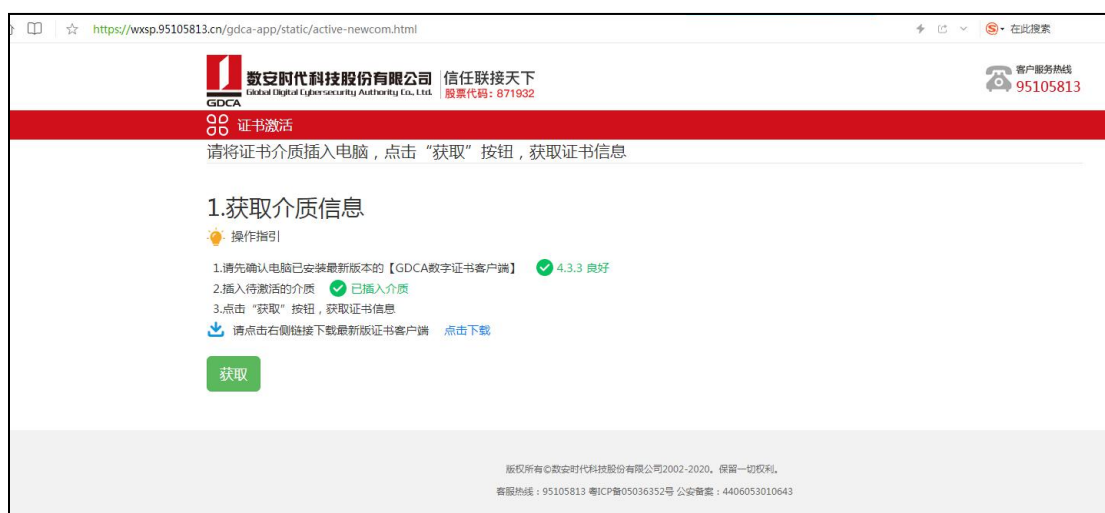 https://wxsp.95105813.cn/gdca-app/static/active-newcom.html
在此搜索
数安时代科技股份有限公司 信任联接天下
Global Digital Cybersecurity Authority Co., Ltd. 股票代码：871932
GDCA
客户服务热线
95105813
证书激活
请将证书介质插入电脑，点击“获取”按钮，获取证书信息
1.获取介质信息
操作指引
1.请先确认电脑已安装最新版本的【GDCA数字证书客户端】 4.3.3 良好
2.插入待激活的介质 已插入介质
3.点击“获取”按钮，获取证书信息
请点击右侧链接下载最新版证书客户端 点击下载
获取
版权所有©数安时代科技股份有限公司2002-2020。保留一切权利。
客服热线：95105813 粤ICP备05036352号 公安备案：4406053010643